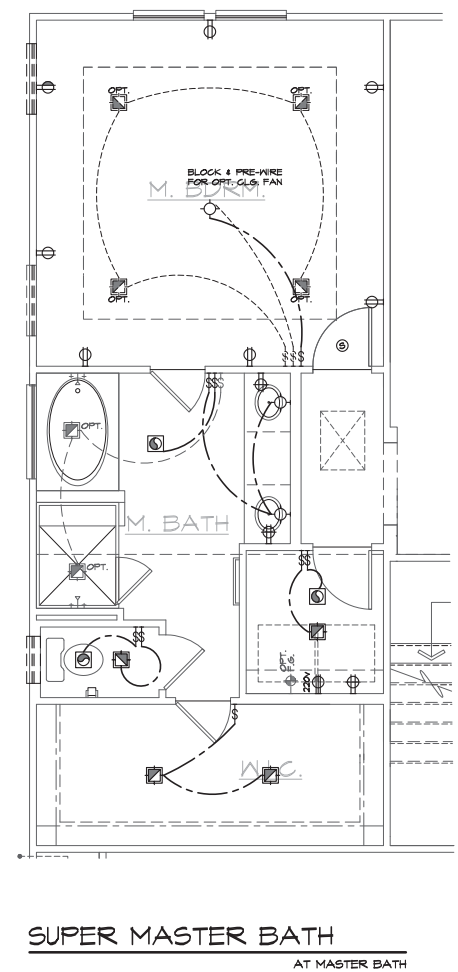 OPT.
OPT.
BLOCK & PRE-WIRE
FOR OPT. CLG. FAN
M. BDRM.
OPT.
OPT.
S
OPT.
M. BATH
OPT.
OPT.
F.G.
220V
W.I.C.
SUPER MASTER BATH
AT MASTER BATH